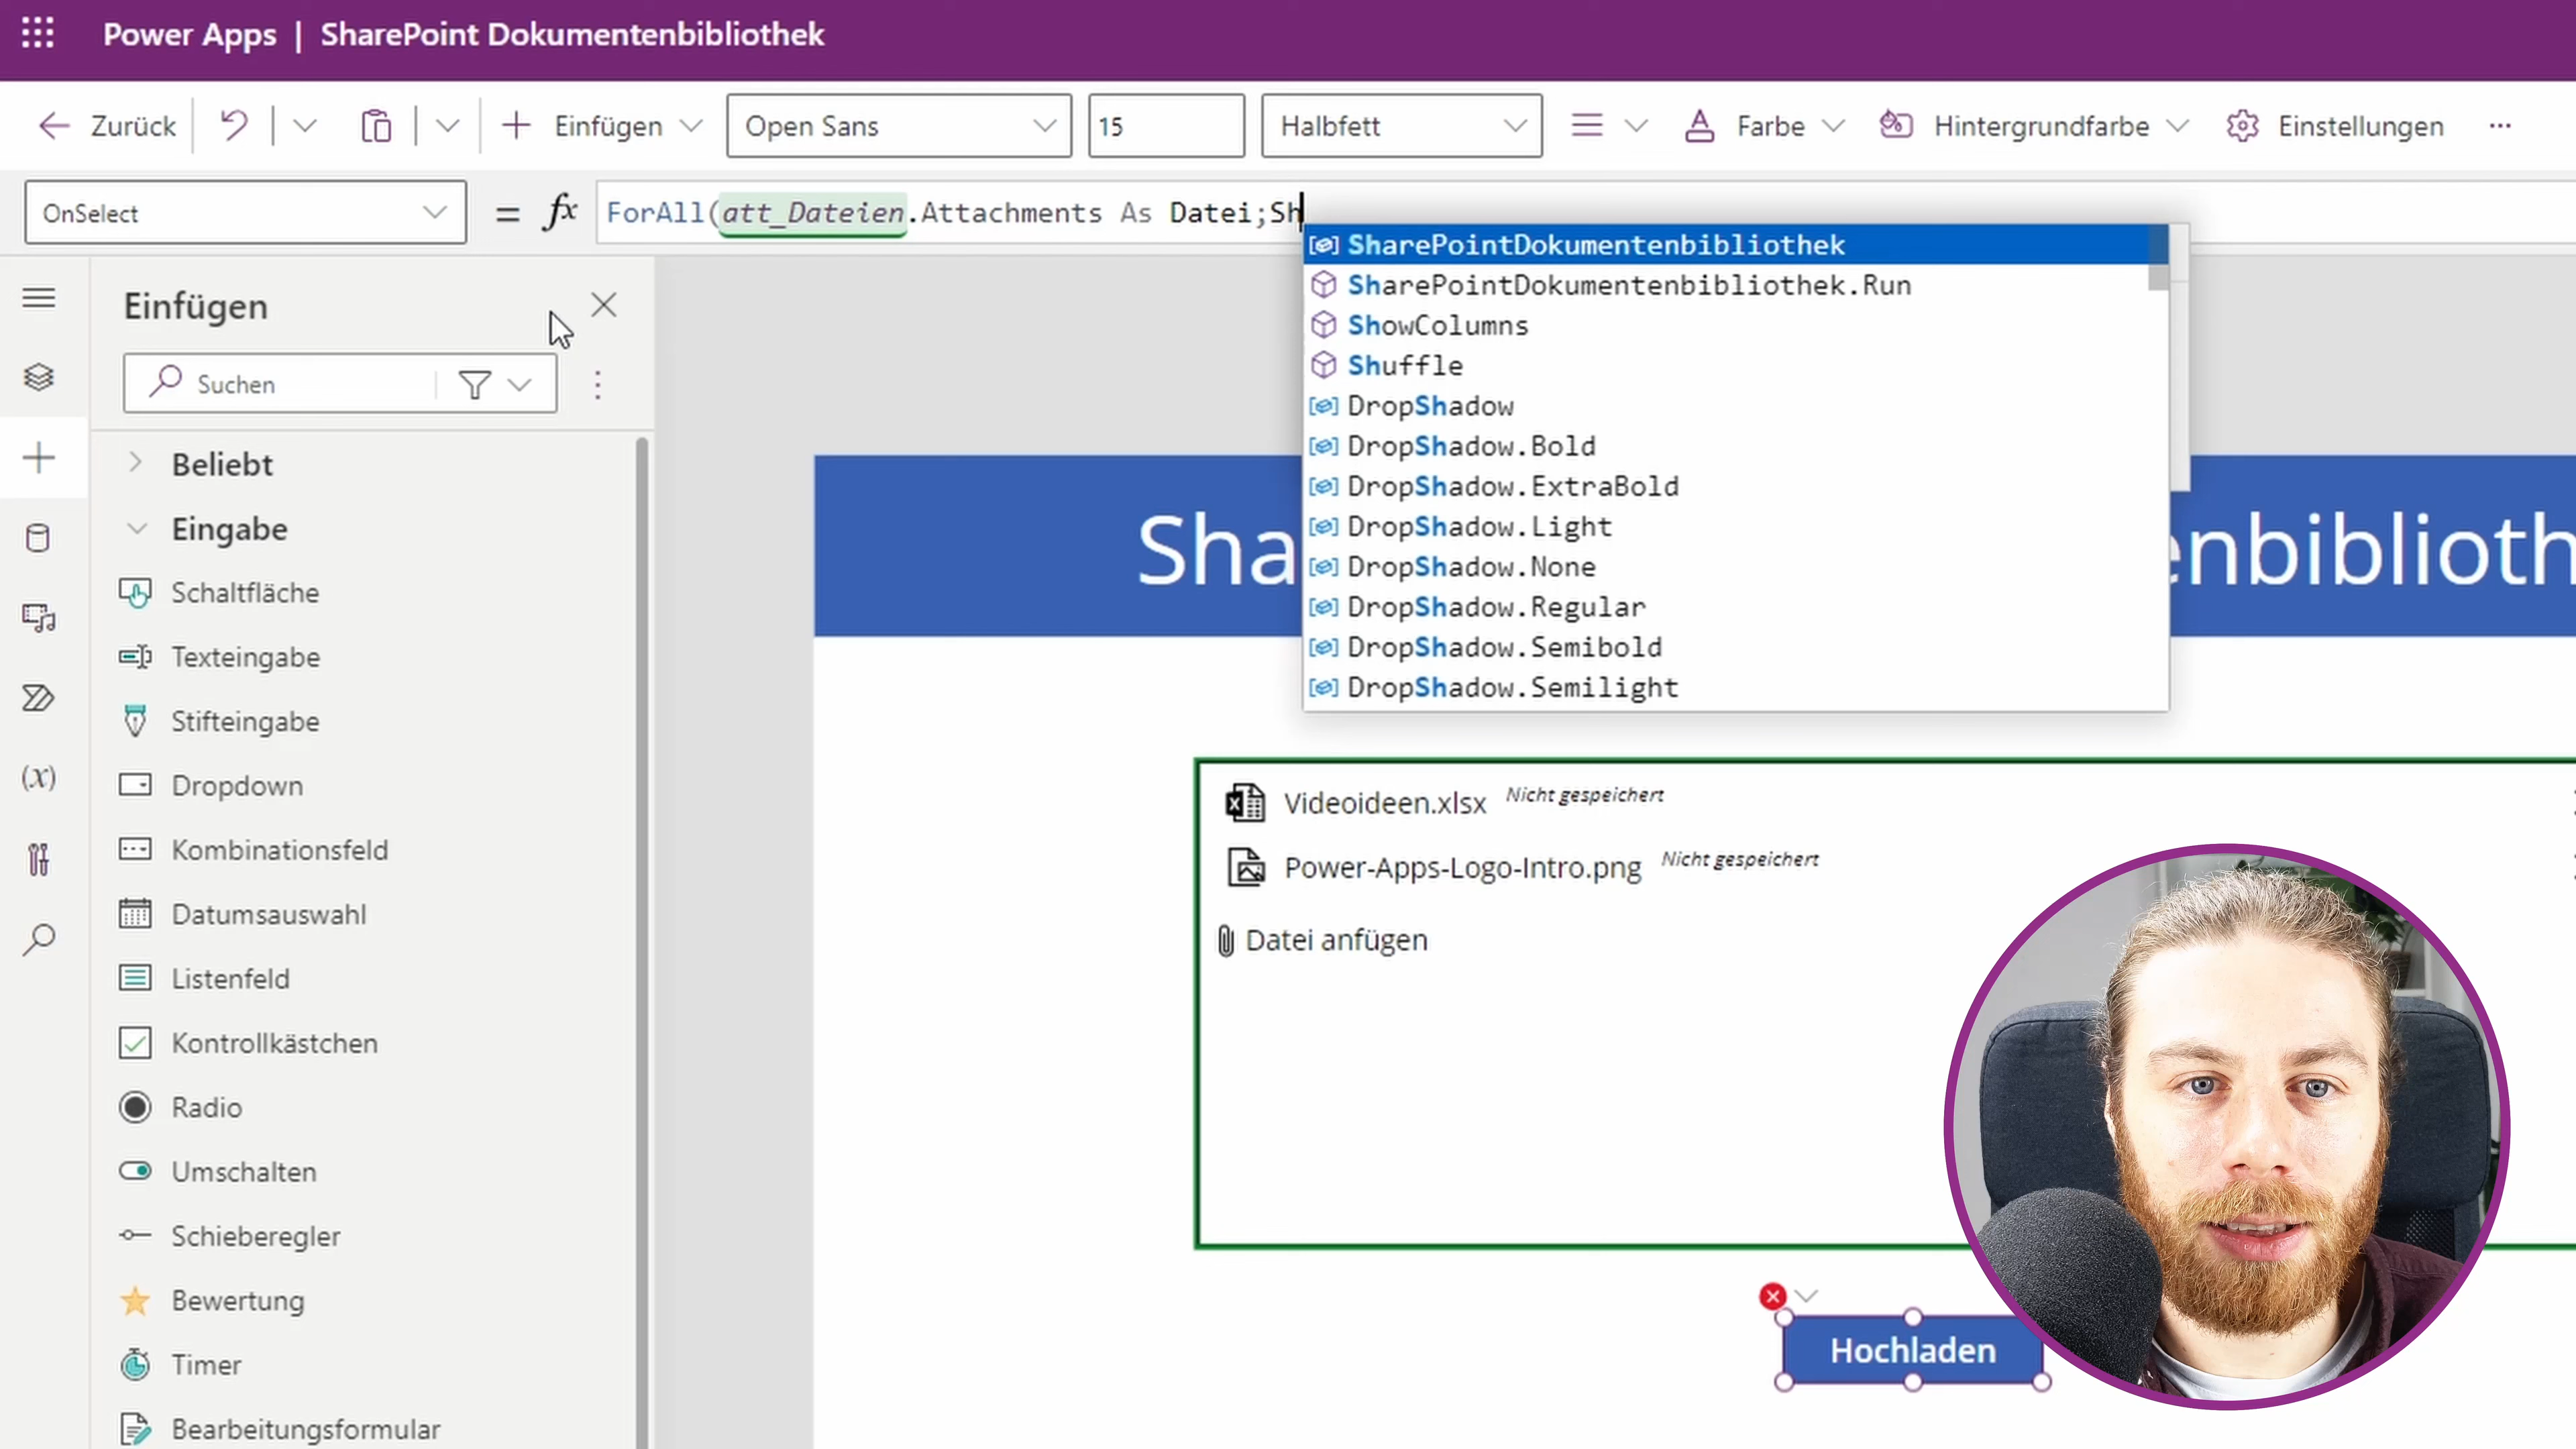 Power Apps | SharePoint Dokumentenbibliothek
Zurück
Einfügen
Open Sans
15
Halbfett
Farbe
Hintergrundfarbe
Einstellungen
OnSelect
= fx ForAll(att_Dateien.Attachments As Datei;Sh
SharePointDokumentenbibliothek
SharePointDokumentenbibliothek.Run
ShowColumns
Shuffle
DropShadow
DropShadow.Bold
DropShadow.ExtraBold
DropShadow.Light
DropShadow.None
DropShadow.Regular
DropShadow.Semibold
DropShadow.Semilight
Einfügen
Suchen
Beliebt
Eingabe
Schaltfläche
Texteingabe
Stifteingabe
Dropdown
Kombinationsfeld
Datumsauswahl
Listenfeld
Kontrollkästchen
Radio
Umschalten
Schieberegler
Bewertung
Timer
Bearbeitungsformular
(x)
Sha enbiblioth
Videoideen.xlsx Nicht gespeichert
Power-Apps-Logo-Intro.png Nicht gespeichert
Datei anfügen
Hochladen